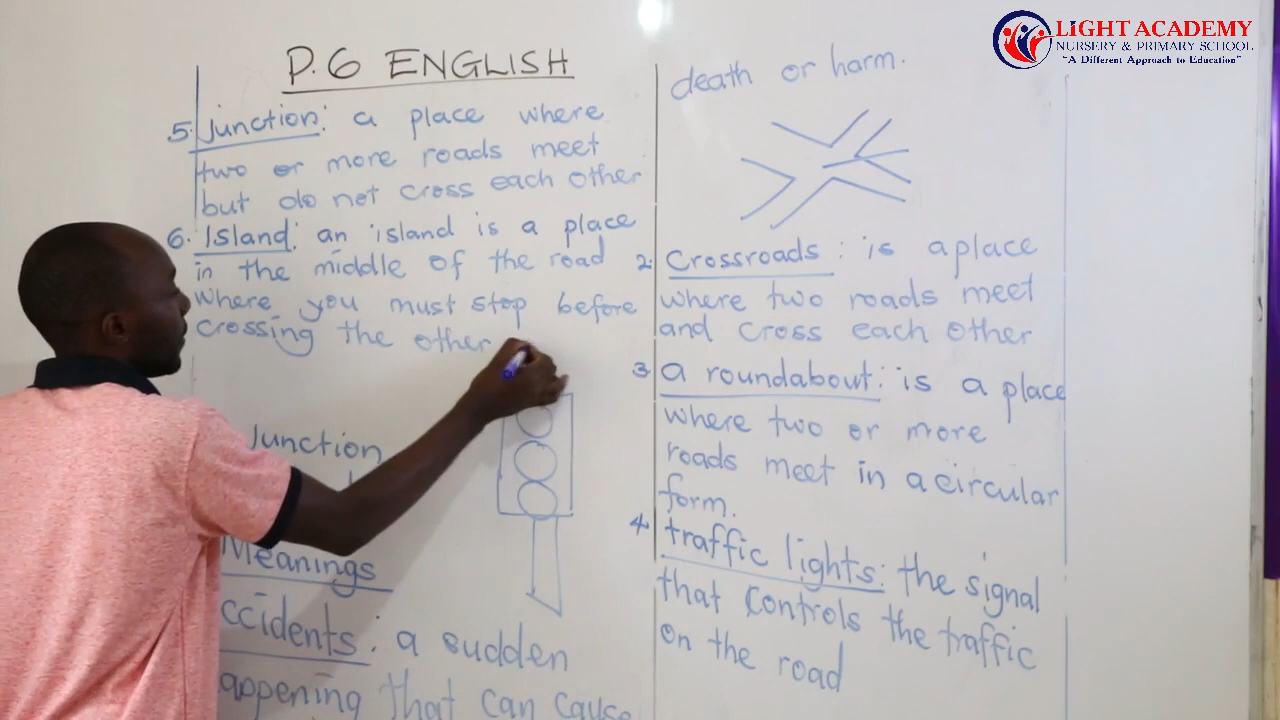 LIGHT ACADEMY
NURSERY & PRIMARY SCHOOL
"A Different Approach to Education"
P.6 ENGLISH
5. junction: a place where
two or more roads meet
but do not cross each other
6. Island: an island is a place
in the middle of the road
where you must stop before
crossing the other
Junction
Meanings
ccidents: a sudden
appening that can cause
death or harm.
2. Crossroads: is a place
where two roads meet
and cross each other
3 a roundabout: is a place
where two or more
roads meet in a circular
form.
4 traffic lights: the signal
that controls the traffic
on the road